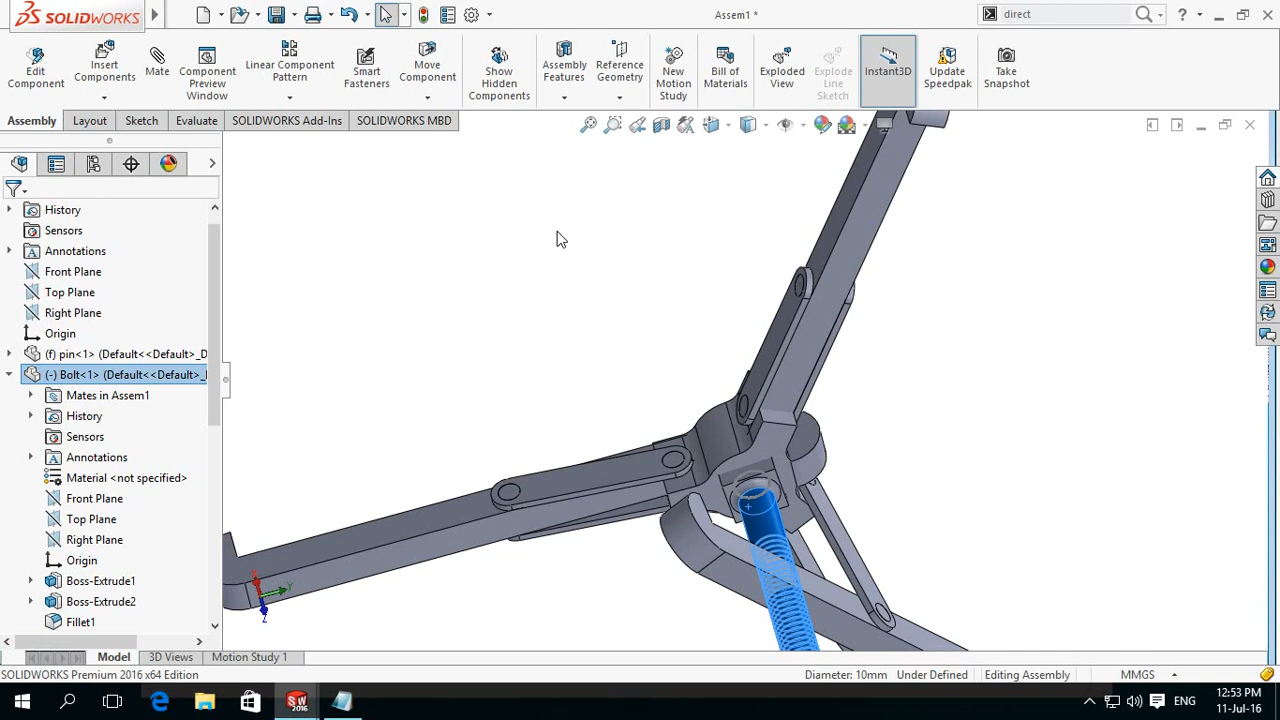 SOLIDWORKS
Assem1 *
direct
?
Edit Component
Insert Components
Mate
Component Preview Window
Linear Component Pattern
Smart Fasteners
Move Component
Show Hidden Components
Assembly Features
Reference Geometry
New Motion Study
Bill of Materials
Exploded View
Explode Line Sketch
Instant3D
Update Speedpak
Take Snapshot
Assembly
Layout
Sketch
Evaluate
SOLIDWORKS Add-Ins
SOLIDWORKS MBD
History
Sensors
Annotations
Front Plane
Top Plane
Right Plane
Origin
(f) pin<1> (Default<<Default>_D
(-) Bolt<1> (Default<<Default>_
Mates in Assem1
History
Sensors
Annotations
Material <not specified>
Front Plane
Top Plane
Right Plane
Origin
Boss-Extrude1
Boss-Extrude2
Fillet1
Y
Z
Model
3D Views
Motion Study 1
SOLIDWORKS Premium 2016 x64 Edition
Diameter: 10mm
Under Defined
Editing Assembly
MMGS
SW
2016
ENG
12:53 PM
11-Jul-16